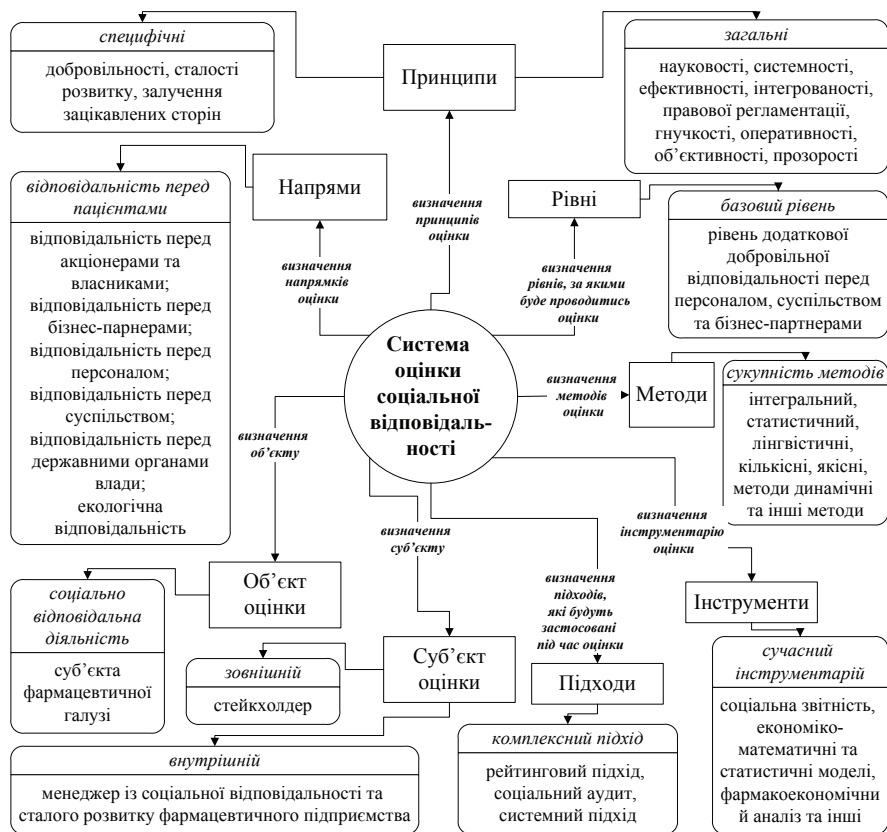 специфічні
добровільності, сталості
розвитку, залучення
зацікавлених сторін
Принципи
загальні
науковості, системності,
ефективності, інтегрованості,
правової регламентації,
гнучкості, оперативності,
об’єктивності, прозорості
відповідальність перед
пацієнтами
відповідальність перед
акціонерами та
власниками;
відповідальність перед
бізнес-парнерами;
відповідальність перед
персоналом;
відповідальність перед
суспільством;
відповідальність перед
державними органами
влади;
екологічна
відповідальність
Напрями
визначення
напрямків
оцінки
визначення
принципів
оцінки
Рівні
визначення
рівнів, за якими
буде проводитись
оцінки
базовий рівень
рівень додаткової
добровільної
відповідальності перед
персоналом, суспільством
та бізнес-партнерами
Система
оцінки
соціальної
відповідаль-
ності
визначення
методів
оцінки
Методи
сукупність методів
інтегральний,
статистичний,
лінгвістичні,
кількісні, якісні,
методи динамічні
та інші методи
визначення
об’єкту
визначення
суб’єкту
визначення
інструментарію
оцінки
визначення
підходів,
які будуть
застосовані
під час оцінки
Об’єкт
оцінки
соціально
відповідальна
діяльність
суб’єкта
фармацевтичної
галузі
Суб’єкт
оцінки
зовнішній
стейкхолдер
внутрішній
менеджер із соціальної відповідальності та
сталого розвитку фармацевтичного підприємства
Підходи
комплексний підхід
рейтинговий підхід,
соціальний аудит,
системний підхід
Інструменти
сучасний
інструментарій
соціальна звітність,
економіко-
математичні та
статистичні моделі,
фармакоекономічни
й аналіз та інші